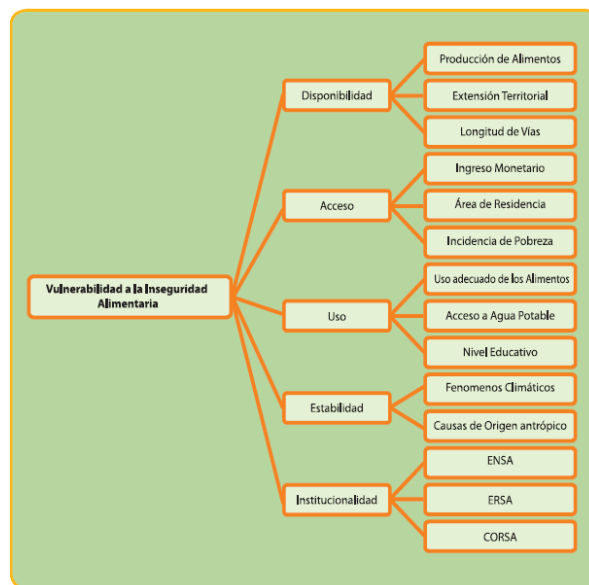 Producción de Alimentos
Disponibilidad
Extensión Territorial
Longitud de Vías
Ingreso Monetario
Acceso
Área de Residencia
Incidencia de Pobreza
Vulnerabilidad a la Inseguridad
Alimentaria
Uso adecuado de los Alimentos
Uso
Acceso a Agua Potable
Nivel Educativo
Fenomenos Climáticos
Estabilidad
Causas de Origen antrópico
ENSA
Institucionalidad
ERSA
CORSA